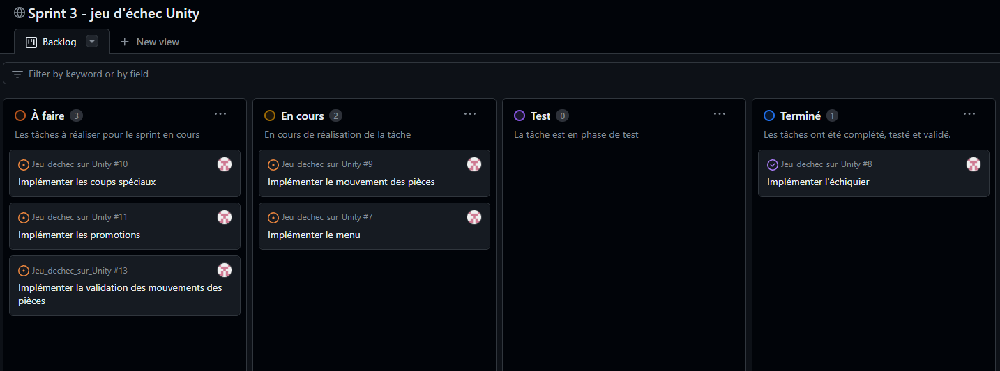 Sprint 3 - jeu d'échec Unity
Backlog
New view
Filter by keyword or by field
À faire 3
Les tâches à réaliser pour le sprint en cours
Jeu_dechec_sur_Unity #10
Implémenter les coups spéciaux
Jeu_dechec_sur_Unity #11
Implémenter les promotions
Jeu_dechec_sur_Unity #13
Implémenter la validation des mouvements des
pièces
En cours 2
En cours de réalisation de la tâche
Jeu_dechec_sur_Unity #9
Implémenter le mouvement des pièces
Jeu_dechec_sur_Unity #7
Implémenter le menu
Test 0
La tâche est en phase de test
Terminé 1
Les tâches ont été complété, testé et validé.
Jeu_dechec_sur_Unity #8
Implémenter l'échiquier